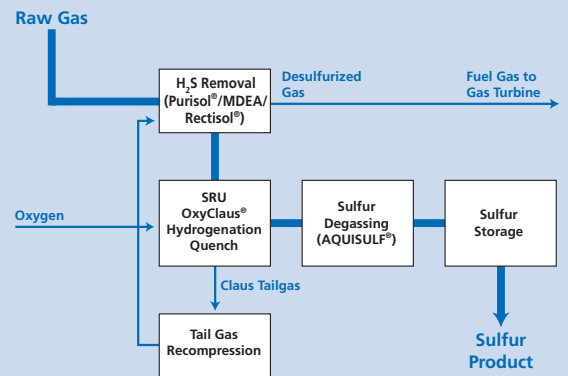 Raw Gas
H₂S Removal
(Purisol®/MDEA/
Rectisol®)
Desulfurized
Gas
Fuel Gas to
Gas Turbine
Oxygen
SRU
OxyClaus®
Hydrogenation
Quench
Sulfur
Degassing
(AQUISULF®)
Sulfur
Storage
Claus Tailgas
Tail Gas
Recompression
Sulfur
Product